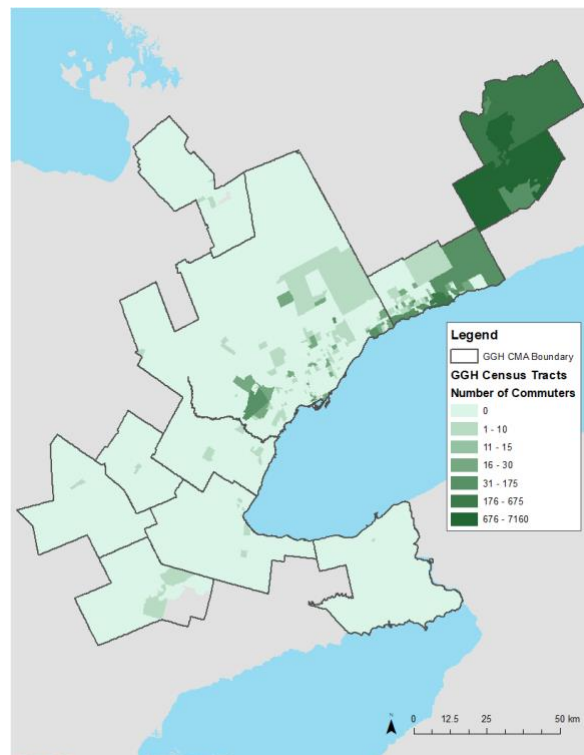 Legend
GGH CMA Boundary
GGH Census Tracts
Number of Commuters
0
1 - 10
11 - 15
16 - 30
31 - 175
176 - 675
676 - 7160
N
0 12.5 25 50 km